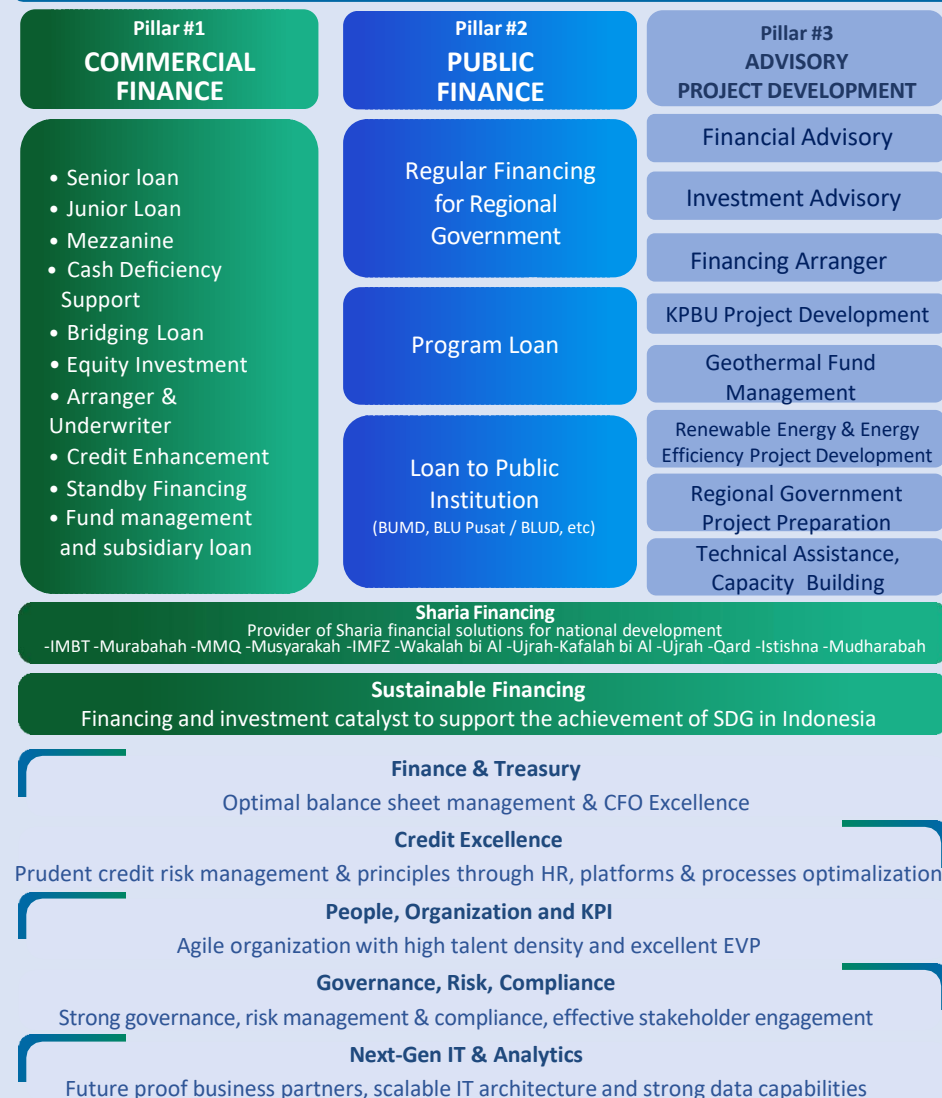 Pillar #1
COMMERCIAL
FINANCE
• Senior loan
• Junior Loan
• Mezzanine
• Cash Deficiency
Support
• Bridging Loan
• Equity Investment
• Arranger &
Underwriter
• Credit Enhancement
• Standby Financing
• Fund management
and subsidiary loan
Pillar #2
PUBLIC
FINANCE
Regular Financing
for Regional
Government
Program Loan
Loan to Public
Institution
(BUMD, BLU Pusat / BLUD, etc)
Pillar #3
ADVISORY
PROJECT DEVELOPMENT
Financial Advisory
Investment Advisory
Financing Arranger
KPBU Project Development
Geothermal Fund
Management
Renewable Energy & Energy
Efficiency Project Development
Regional Government
Project Preparation
Technical Assistance,
Capacity Building
Sharia Financing
Provider of Sharia financial solutions for national development
-IMBT -Murabahah -MMQ -Musyarakah -IMFZ -Wakalah bi Al -Ujrah-Kafalah bi Al -Ujrah -Qard -Istishna -Mudharabah
Sustainable Financing
Financing and investment catalyst to support the achievement of SDG in Indonesia
Finance & Treasury
Optimal balance sheet management & CFO Excellence
Credit Excellence
Prudent credit risk management & principles through HR, platforms & processes optimalization
People, Organization and KPI
Agile organization with high talent density and excellent EVP
Governance, Risk, Compliance
Strong governance, risk management & compliance, effective stakeholder engagement
Next-Gen IT & Analytics
Future proof business partners, scalable IT architecture and strong data capabilities